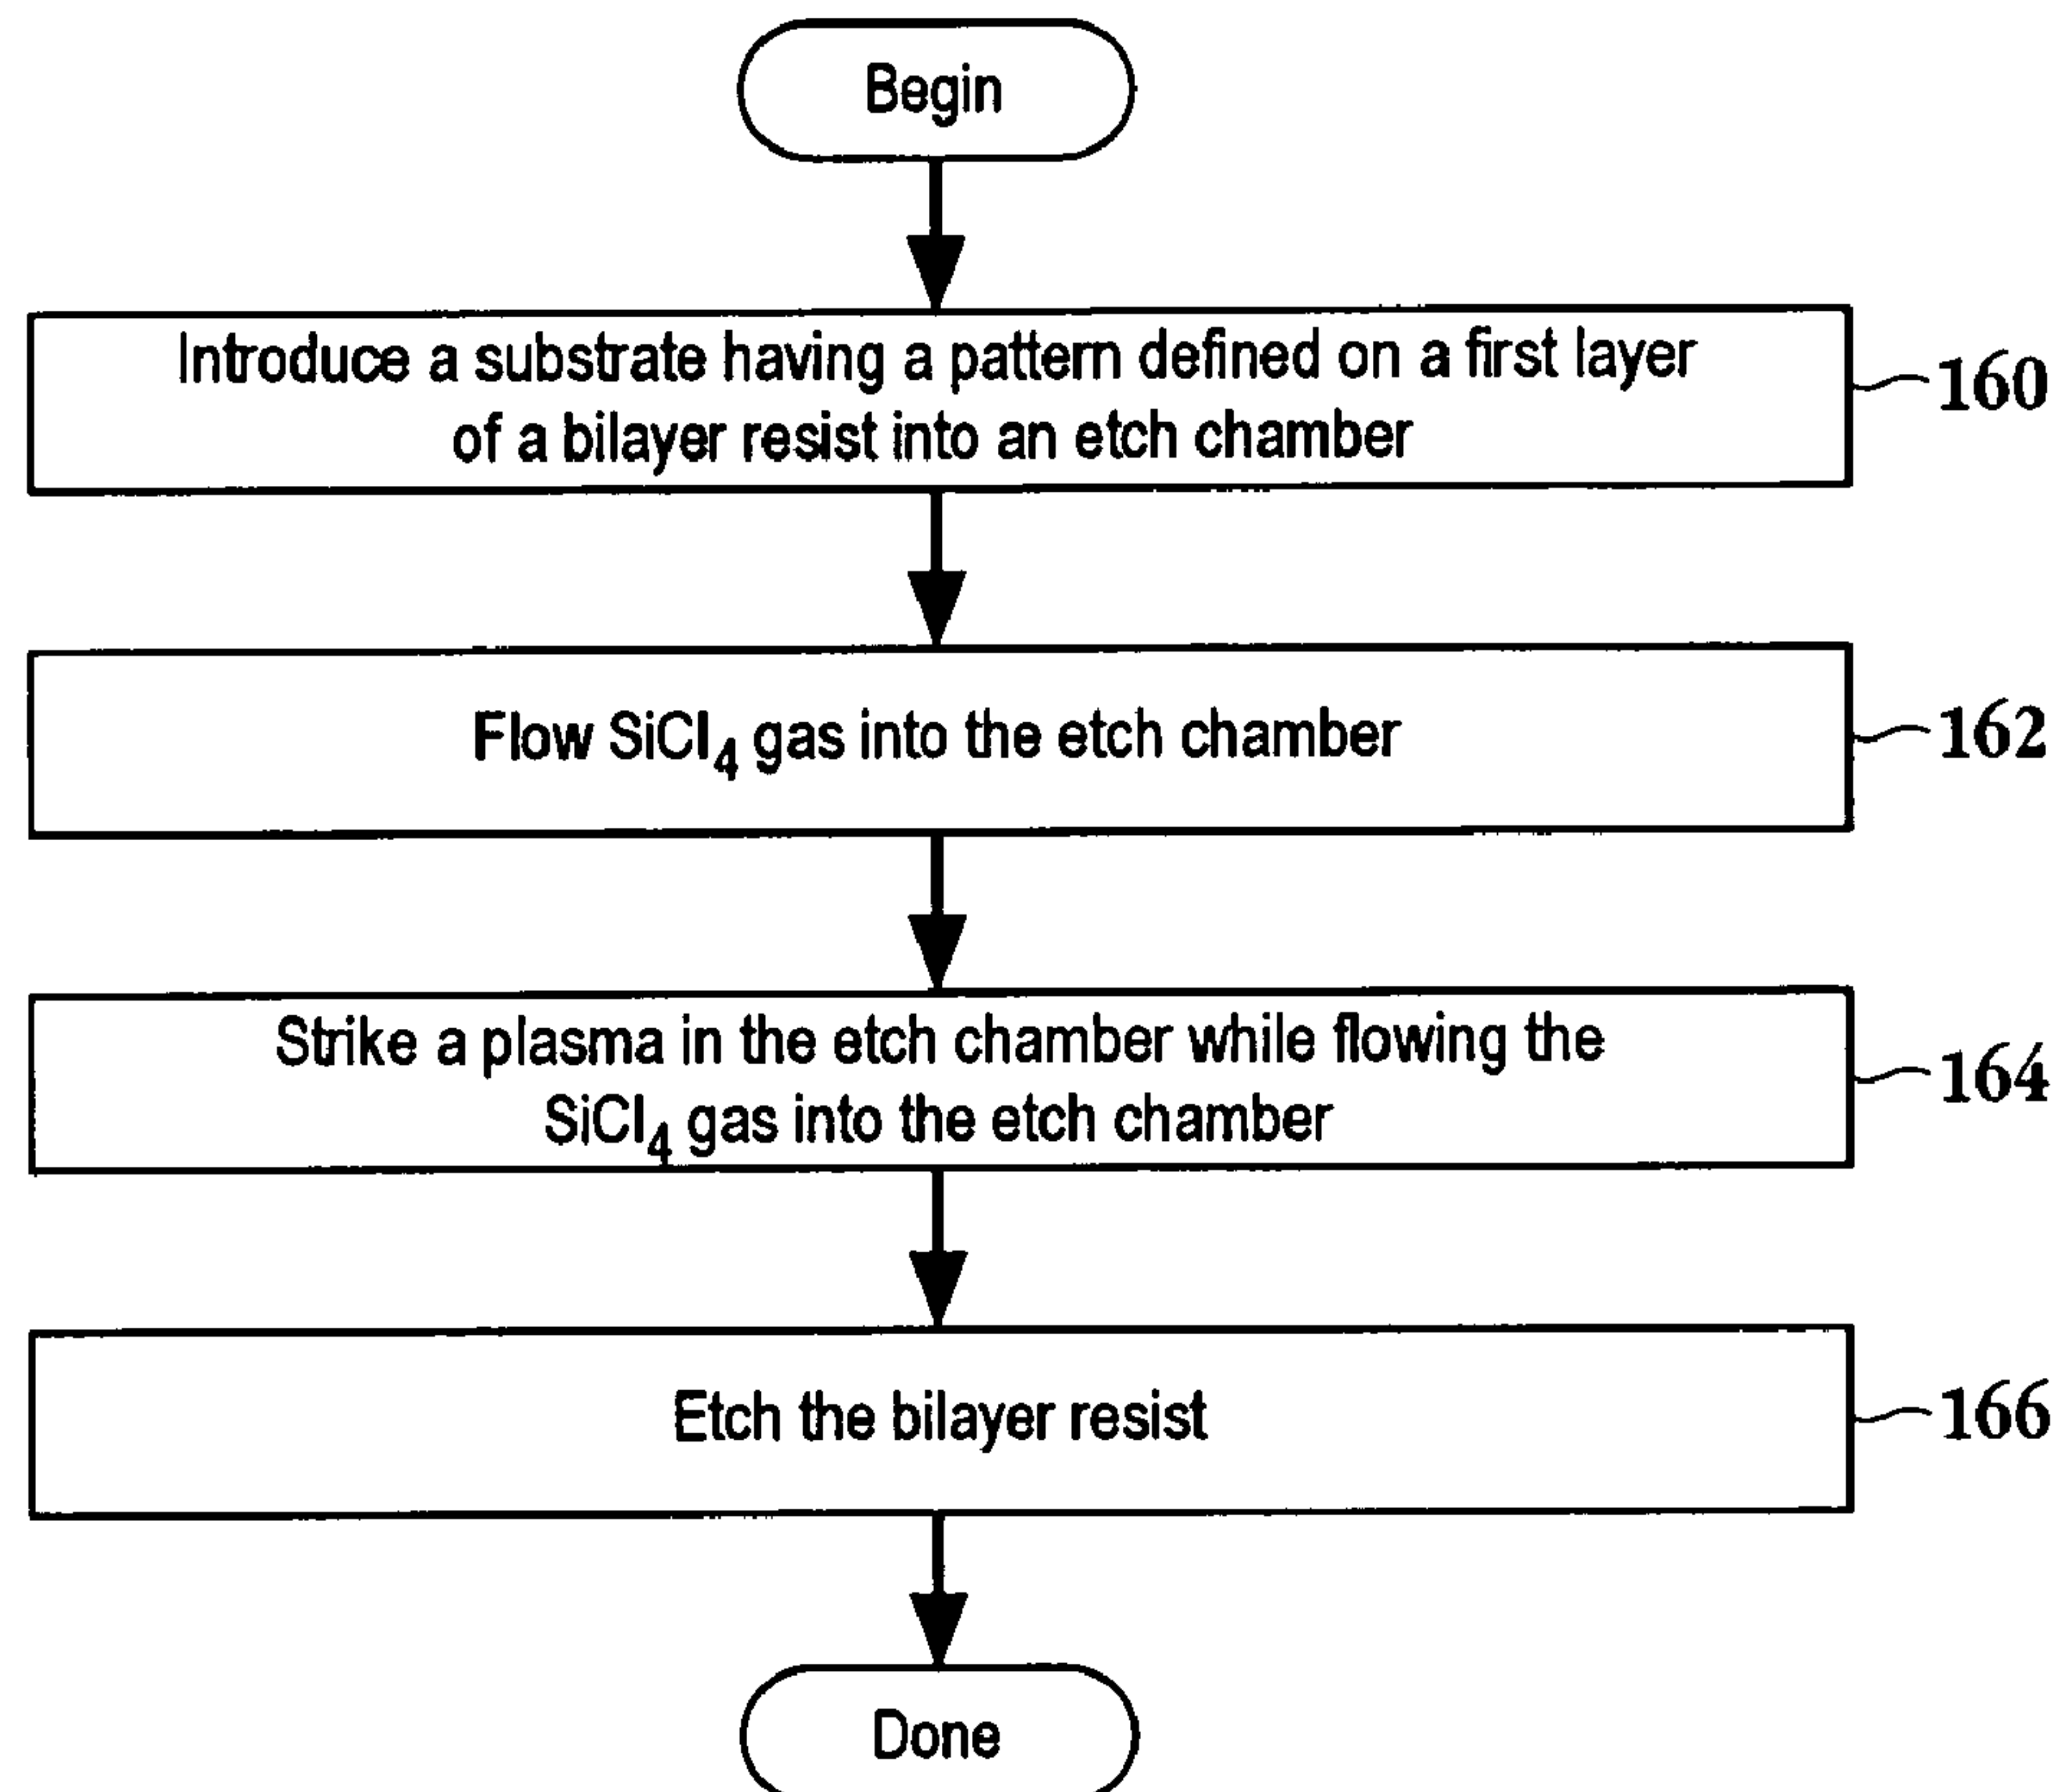 Begin
Introduce a substrate having a pattern defined on a first layer
of a bilayer resist into an etch chamber
160
Flow SiCl4 gas into the etch chamber
162
Strike a plasma in the etch chamber while flowing the
SiCl4 gas into the etch chamber
164
Etch the bilayer resist
166
Done